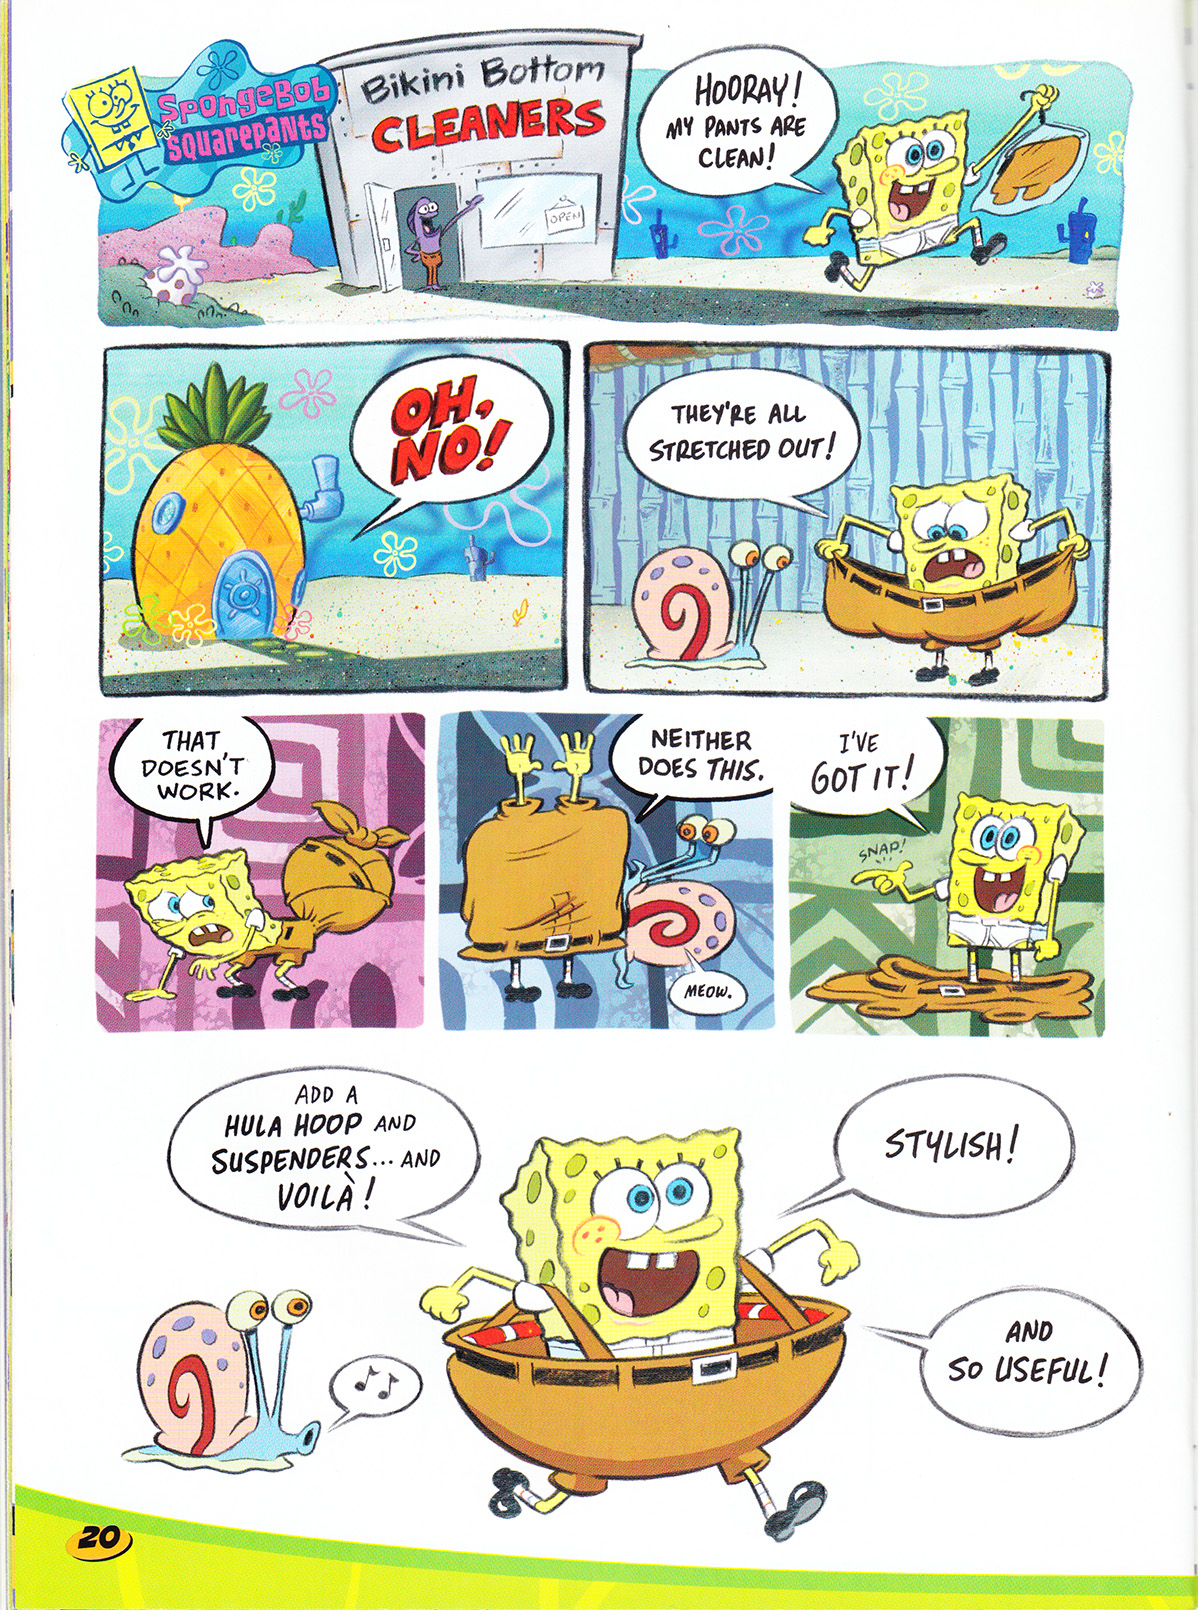 SpongeBob
SquarePants
Bikini Bottom
CLEANERS
OPEN
HOORAY!
MY PANTS ARE
CLEAN!
OH,
NO!
THEY'RE ALL
STRETCHED OUT!
THAT
DOESN'T
WORK.
NEITHER
DOES THIS.
MEOW.
I'VE
GOT IT!
SNAP!
ADD A
HULA HOOP AND
SUSPENDERS... AND
VOILÀ!
STYLISH!
AND
SO USEFUL!
20